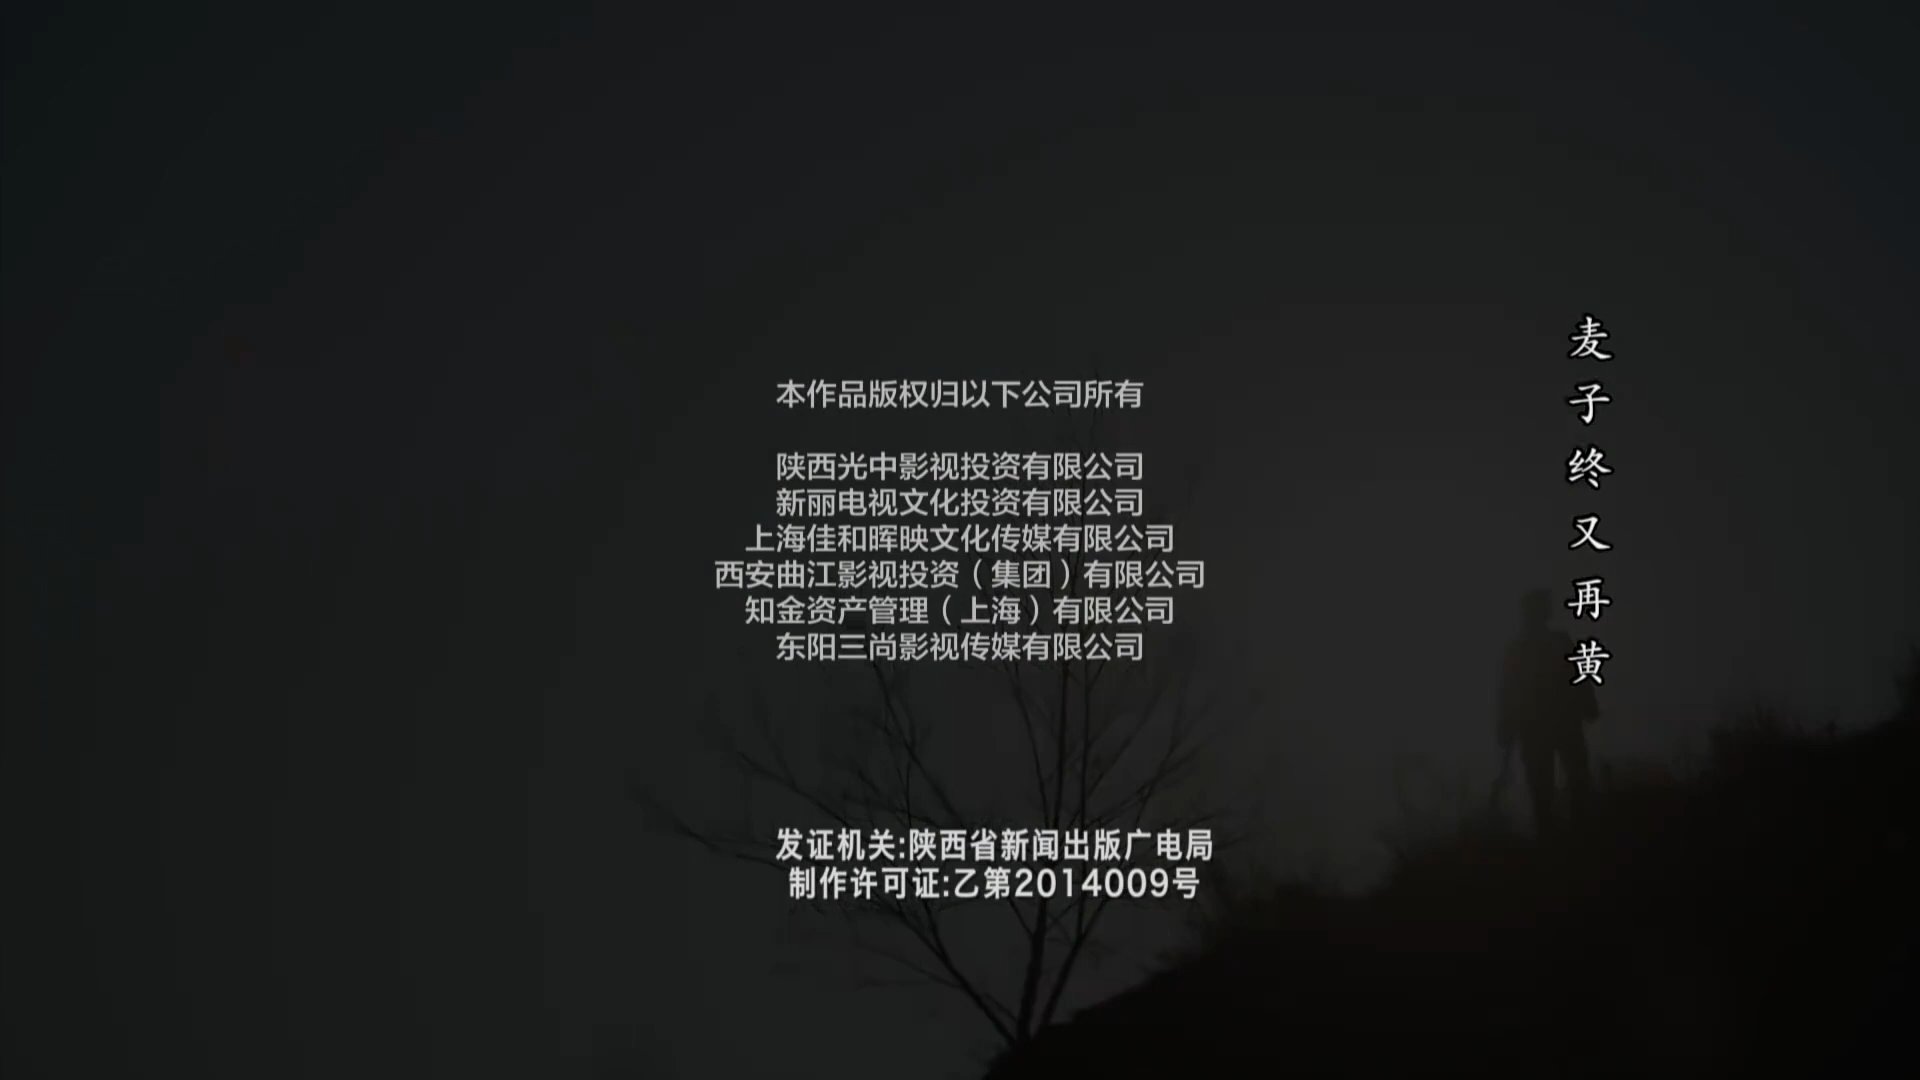 本作品版权归以下公司所有
陕西光中影视投资有限公司
新丽电视文化投资有限公司
上海佳和晖映文化传媒有限公司
西安曲江影视投资（集团）有限公司
知金资产管理（上海）有限公司
东阳三尚影视传媒有限公司
发证机关:陕西省新闻出版广电局
制作许可证:乙第2014009号
麦子终又再黄